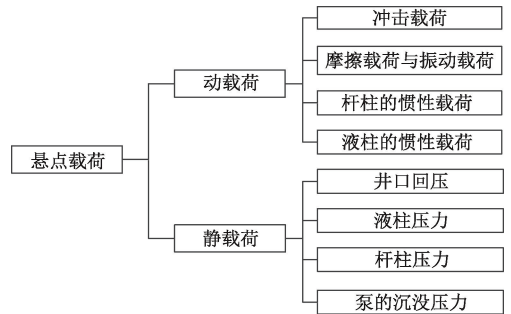 悬点载荷
动载荷
冲击载荷
摩擦载荷与振动载荷
杆柱的惯性载荷
液柱的惯性载荷
静载荷
井口回压
液柱压力
杆柱压力
泵的沉没压力